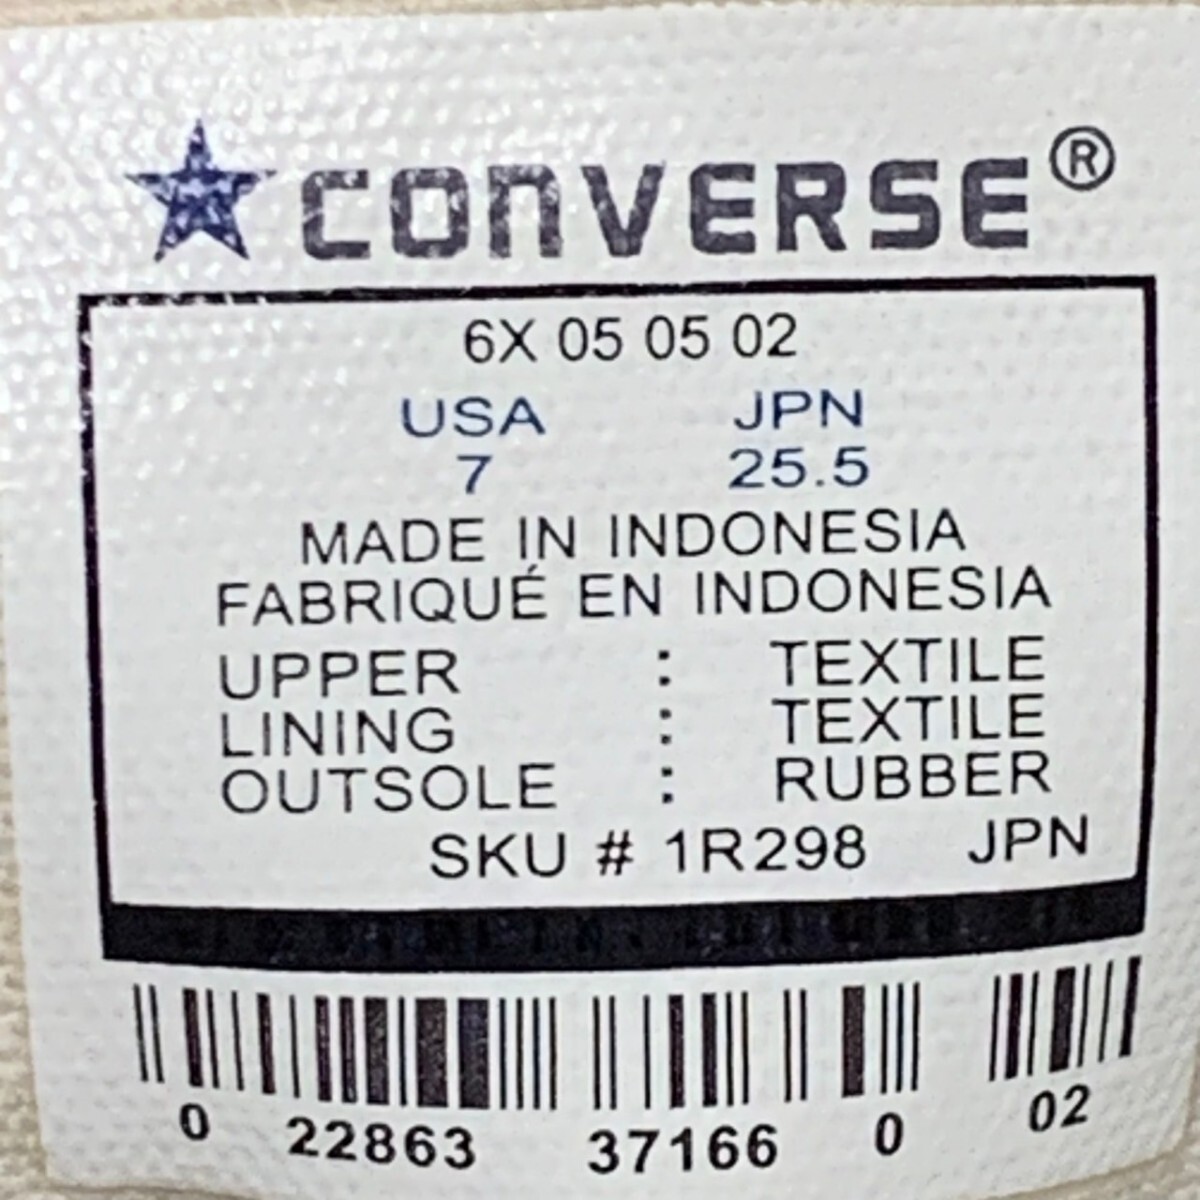 CONVERSE®
6X 05 05 02
USA JPN
7 25.5
MADE IN INDONESIA
FABRIQUÉ EN INDONESIA
UPPER : TEXTILE
LINING : TEXTILE
OUTSOLE : RUBBER
SKU # 1R298 JPN
0 22863 37166 0 02